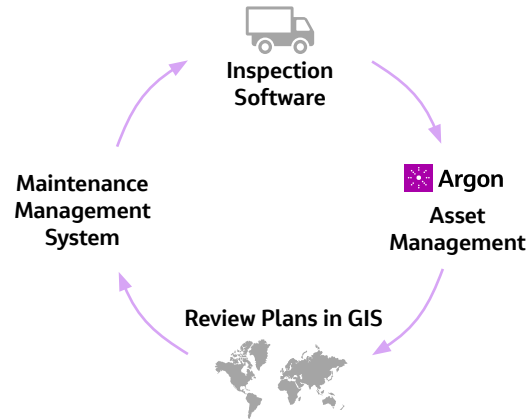 Inspection
Software
Argon
Asset
Management
Maintenance
Management
System
Review Plans in GIS